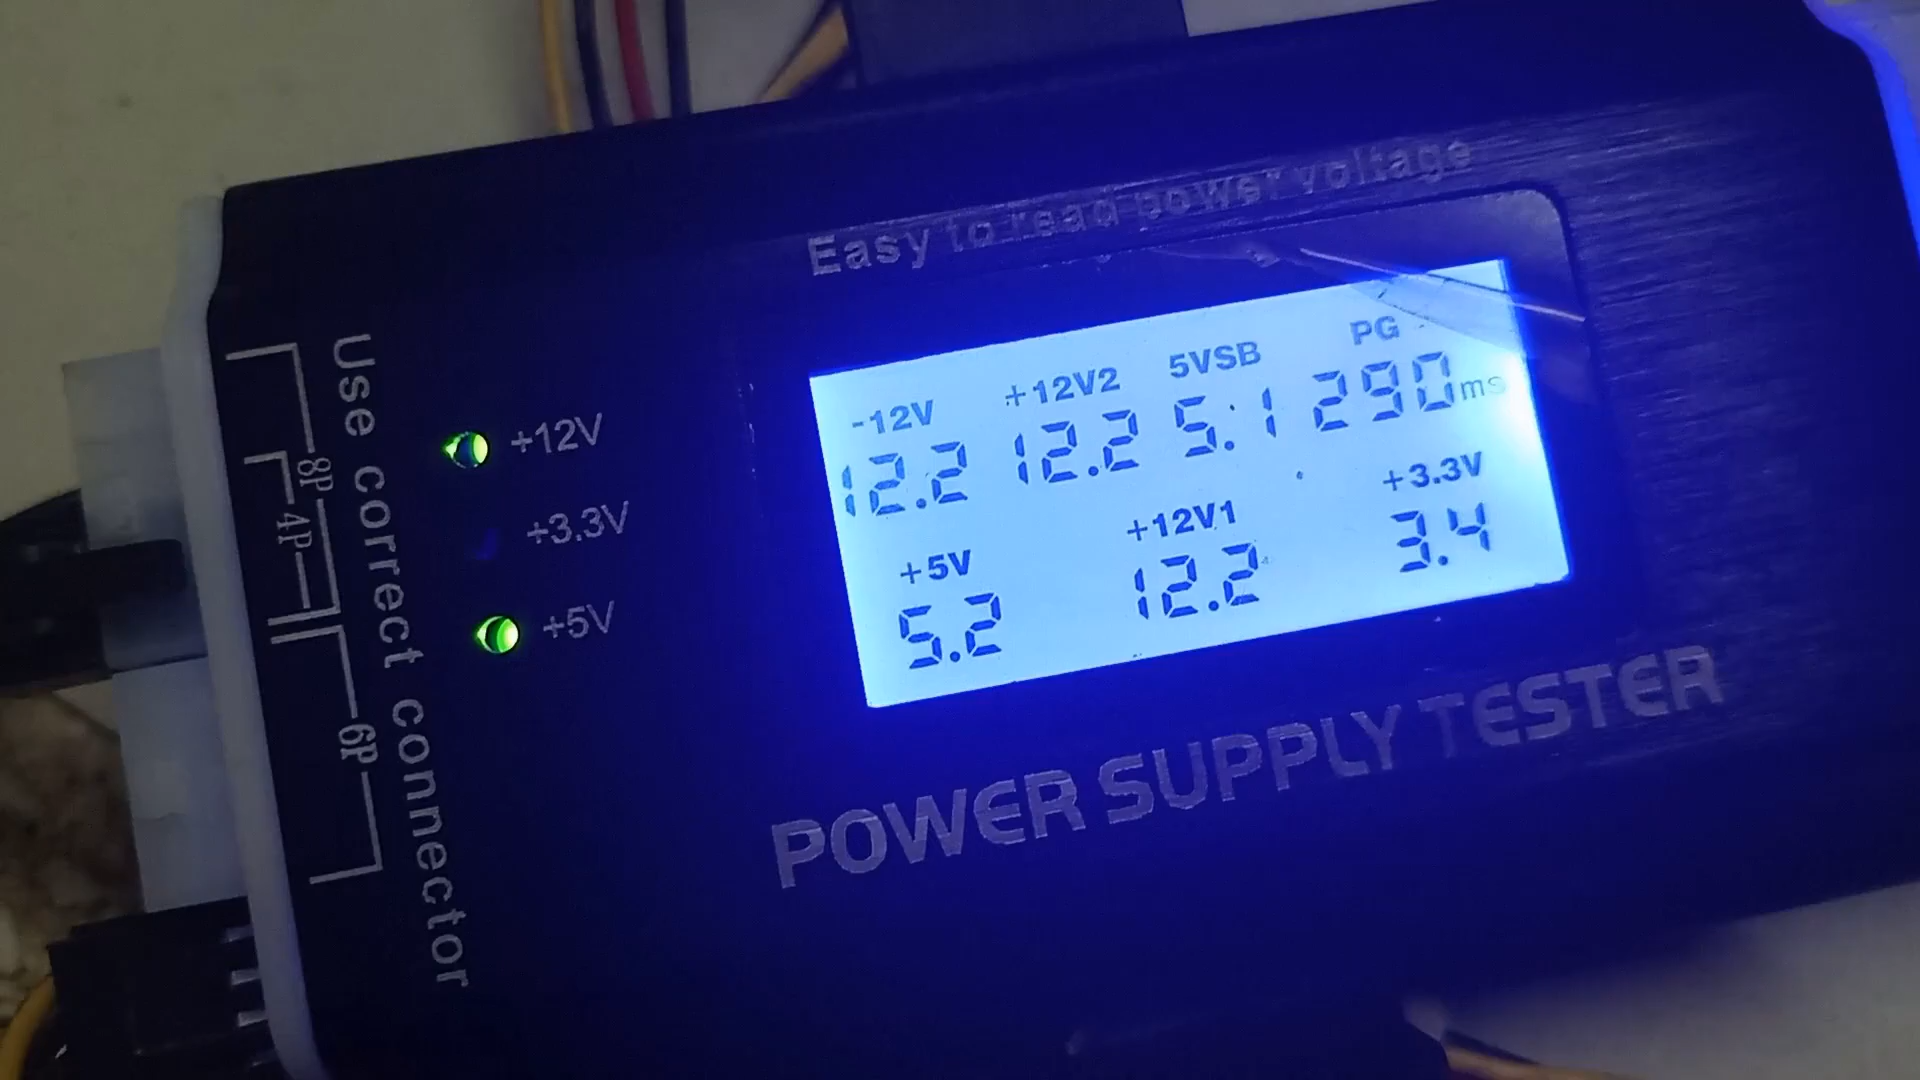 Easy to read power voltage
-12V +12V2 5VSB PG
12.2 12.2 5.1 290ms
+5V +12V1 +3.3V
5.2 12.2 3.4
POWER SUPPLY TESTER
+12V
+3.3V
+5V
Use correct connector
8P
4P
6P